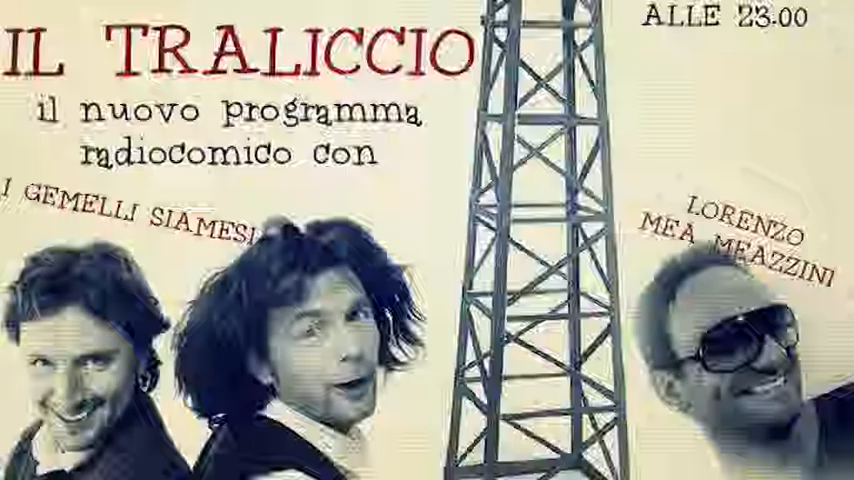 ALLE 23.00
IL TRALICCIO
il nuovo programma
radiocomico con
I GEMELLI SIAMESI
LORENZO
MEA MEAZZINI